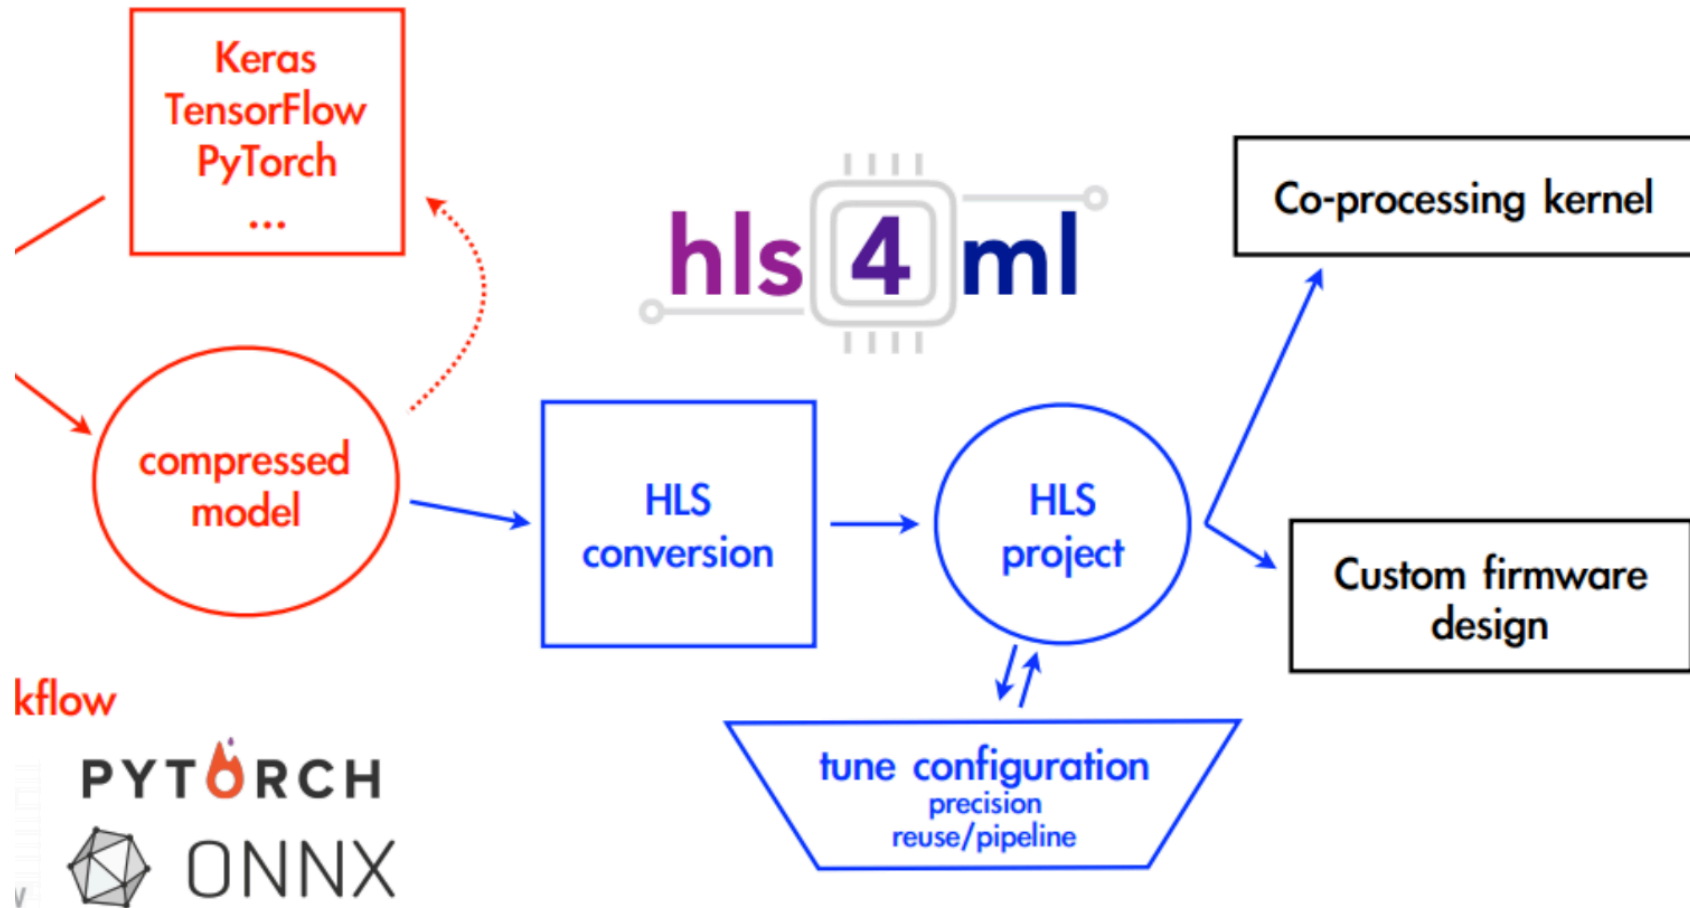 Keras
TensorFlow
PyTorch
...
hls 4 ml
Co-processing kernel
compressed
model
HLS
conversion
HLS
project
Custom firmware
design
tune configuration
precision
reuse/pipeline
kflow
PYTORCH
ONNX